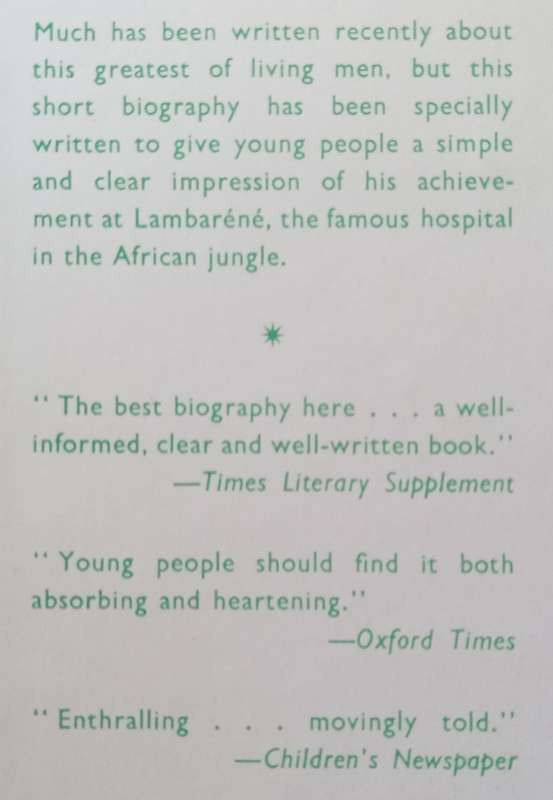 Much has been written recently about
this greatest of living men, but this
short biography has been specially
written to give young people a simple
and clear impression of his achieve-
ment at Lambaréné, the famous hospital
in the African jungle.
"The best biography here . . . a well-
informed, clear and well-written book."
—Times Literary Supplement
"Young people should find it both
absorbing and heartening."
—Oxford Times
"Enthralling . . . movingly told."
—Children's Newspaper